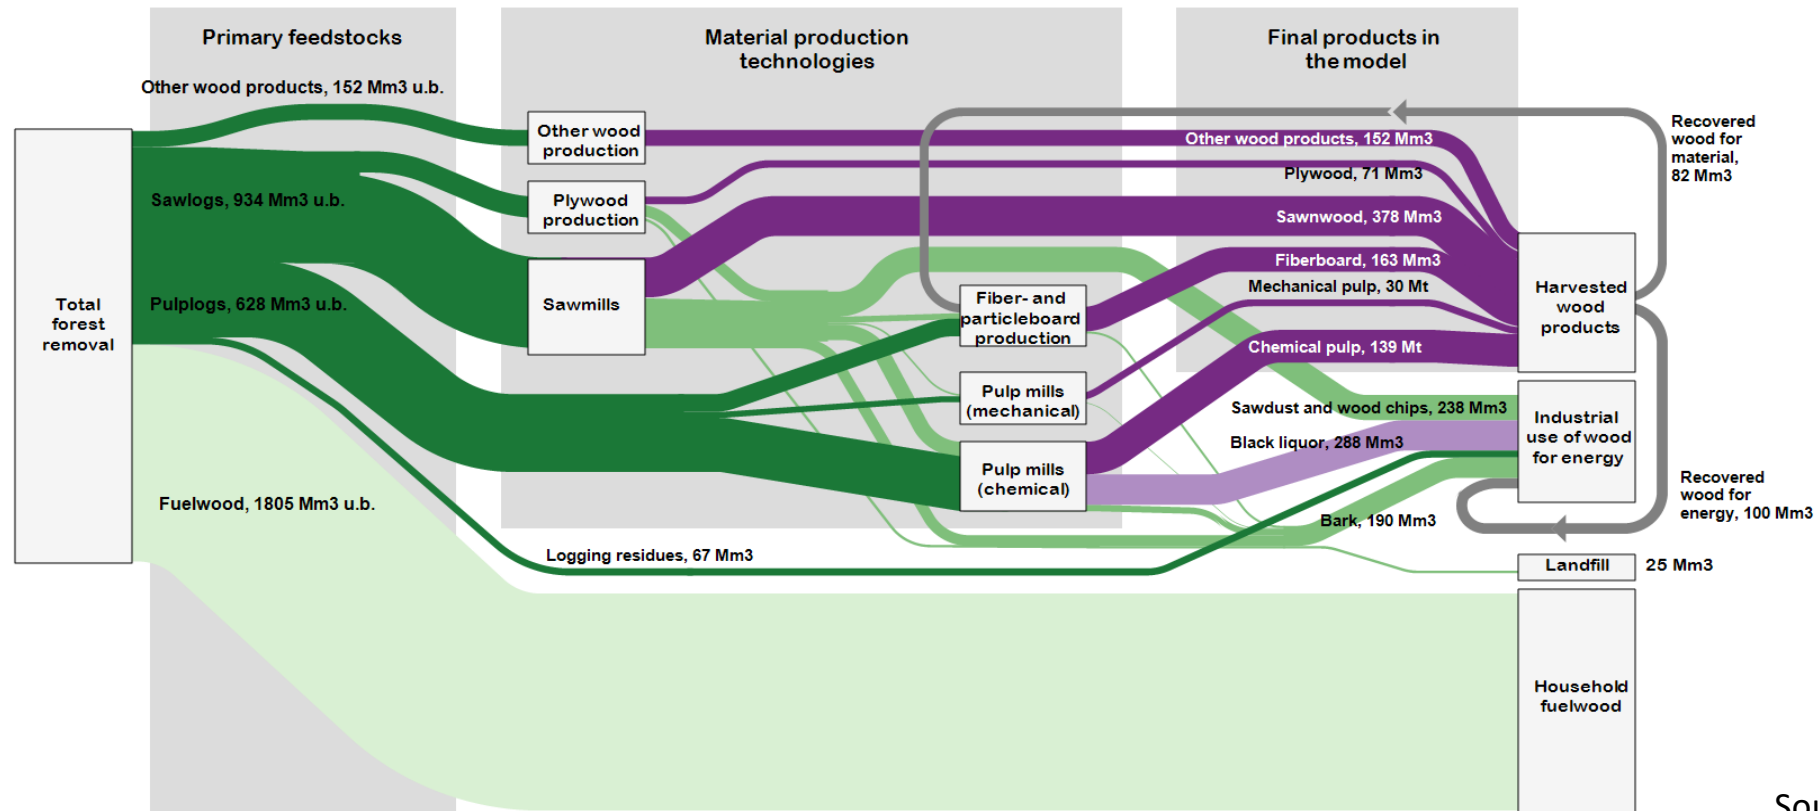 Primary feedstocks
Material production
technologies
Final products in
the model
Other wood products, 152 Mm3 u.b.
Sawlogs, 934 Mm3 u.b.
Pulplogs, 628 Mm3 u.b.
Total
forest
removal
Fuelwood, 1805 Mm3 u.b.
Logging residues, 67 Mm3
Other wood
production
Plywood
production
Sawmills
Fiber- and
particleboard
production
Pulp mills
(mechanical)
Pulp mills
(chemical)
Other wood products, 152 Mm3
Plywood, 71 Mm3
Sawnwood, 378 Mm3
Fiberboard, 163 Mm3
Mechanical pulp, 30 Mt
Chemical pulp, 139 Mt
Sawdust and wood chips, 238 Mm3
Black liquor, 288 Mm3
Bark, 190 Mm3
Recovered
wood for
material,
82 Mm3
Harvested
wood
products
Industrial
use of wood
for energy
Recovered
wood for
energy, 100 Mm3
Landfill
25 Mm3
Household
fuelwood